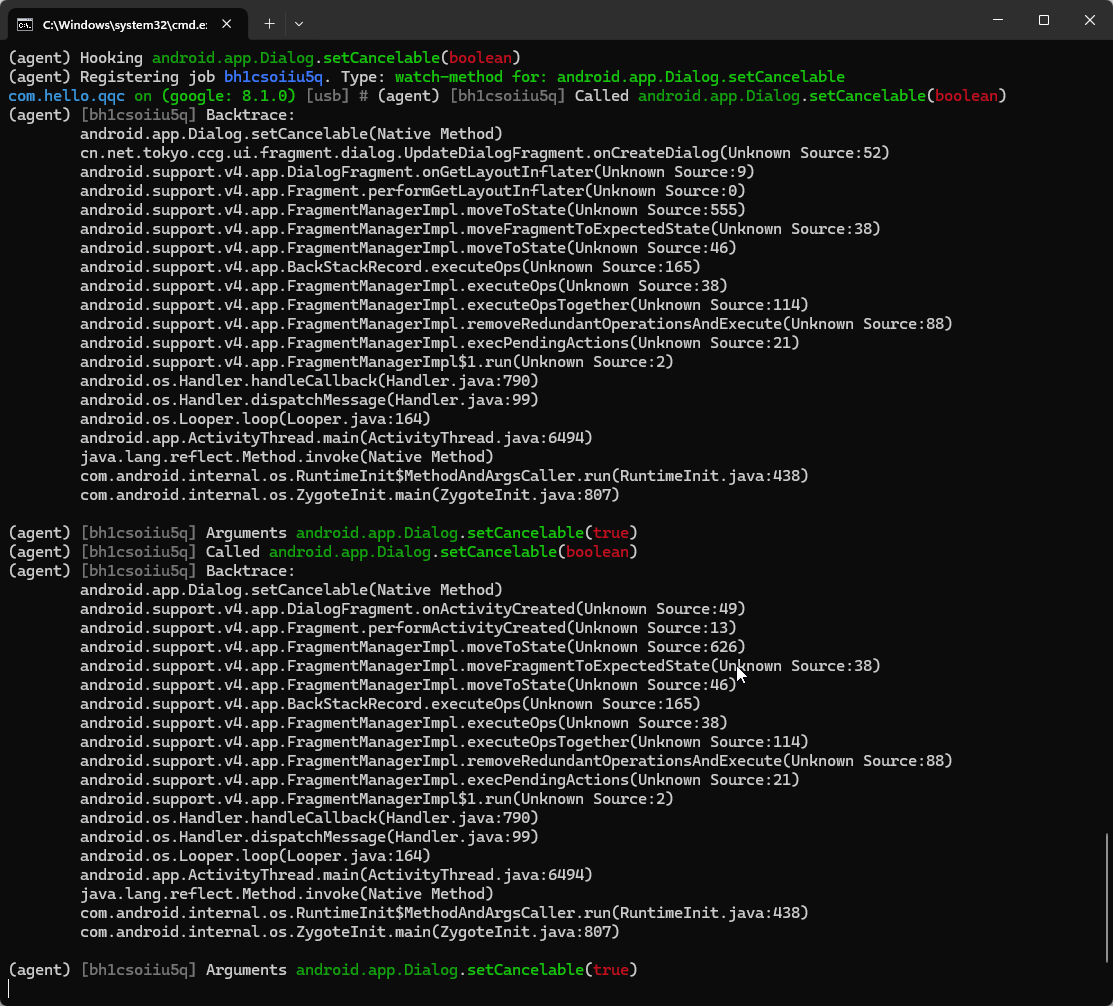 C:\Windows\system32\cmd.e:
(agent) Hooking android.app.Dialog.setCancelable(boolean)
(agent) Registering job bh1csoiiu5q. Type: watch-method for: android.app.Dialog.setCancelable
com.hello.qqc on (google: 8.1.0) [usb] # (agent) [bh1csoiiu5q] Called android.app.Dialog.setCancelable(boolean)
(agent) [bh1csoiiu5q] Backtrace:
android.app.Dialog.setCancelable(Native Method)
cn.net.tokyo.ccg.ui.fragment.dialog.UpdateDialogFragment.onCreateDialog(Unknown Source:52)
android.support.v4.app.DialogFragment.onGetLayoutInflater(Unknown Source:9)
android.support.v4.app.Fragment.performGetLayoutInflater(Unknown Source:0)
android.support.v4.app.FragmentManagerImpl.moveToState(Unknown Source:555)
android.support.v4.app.FragmentManagerImpl.moveFragmentToExpectedState(Unknown Source:38)
android.support.v4.app.FragmentManagerImpl.moveToState(Unknown Source:46)
android.support.v4.app.BackStackRecord.executeOps(Unknown Source:165)
android.support.v4.app.FragmentManagerImpl.executeOps(Unknown Source:38)
android.support.v4.app.FragmentManagerImpl.executeOpsTogether(Unknown Source:114)
android.support.v4.app.FragmentManagerImpl.removeRedundantOperationsAndExecute(Unknown Source:88)
android.support.v4.app.FragmentManagerImpl.execPendingActions(Unknown Source:21)
android.support.v4.app.FragmentManagerImpl$1.run(Unknown Source:2)
android.os.Handler.handleCallback(Handler.java:790)
android.os.Handler.dispatchMessage(Handler.java:99)
android.os.Looper.loop(Looper.java:164)
android.app.ActivityThread.main(ActivityThread.java:6494)
java.lang.reflect.Method.invoke(Native Method)
com.android.internal.os.RuntimeInit$MethodAndArgsCaller.run(RuntimeInit.java:438)
com.android.internal.os.ZygoteInit.main(ZygoteInit.java:807)
(agent) [bh1csoiiu5q] Arguments android.app.Dialog.setCancelable(true)
(agent) [bh1csoiiu5q] Called android.app.Dialog.setCancelable(boolean)
(agent) [bh1csoiiu5q] Backtrace:
android.app.Dialog.setCancelable(Native Method)
android.support.v4.app.DialogFragment.onActivityCreated(Unknown Source:49)
android.support.v4.app.Fragment.performActivityCreated(Unknown Source:13)
android.support.v4.app.FragmentManagerImpl.moveToState(Unknown Source:626)
android.support.v4.app.FragmentManagerImpl.moveFragmentToExpectedState(Unknown Source:38)
android.support.v4.app.FragmentManagerImpl.moveToState(Unknown Source:46)
android.support.v4.app.BackStackRecord.executeOps(Unknown Source:165)
android.support.v4.app.FragmentManagerImpl.executeOps(Unknown Source:38)
android.support.v4.app.FragmentManagerImpl.executeOpsTogether(Unknown Source:114)
android.support.v4.app.FragmentManagerImpl.removeRedundantOperationsAndExecute(Unknown Source:88)
android.support.v4.app.FragmentManagerImpl.execPendingActions(Unknown Source:21)
android.support.v4.app.FragmentManagerImpl$1.run(Unknown Source:2)
android.os.Handler.handleCallback(Handler.java:790)
android.os.Handler.dispatchMessage(Handler.java:99)
android.os.Looper.loop(Looper.java:164)
android.app.ActivityThread.main(ActivityThread.java:6494)
java.lang.reflect.Method.invoke(Native Method)
com.android.internal.os.RuntimeInit$MethodAndArgsCaller.run(RuntimeInit.java:438)
com.android.internal.os.ZygoteInit.main(ZygoteInit.java:807)
(agent) [bh1csoiiu5q] Arguments android.app.Dialog.setCancelable(true)